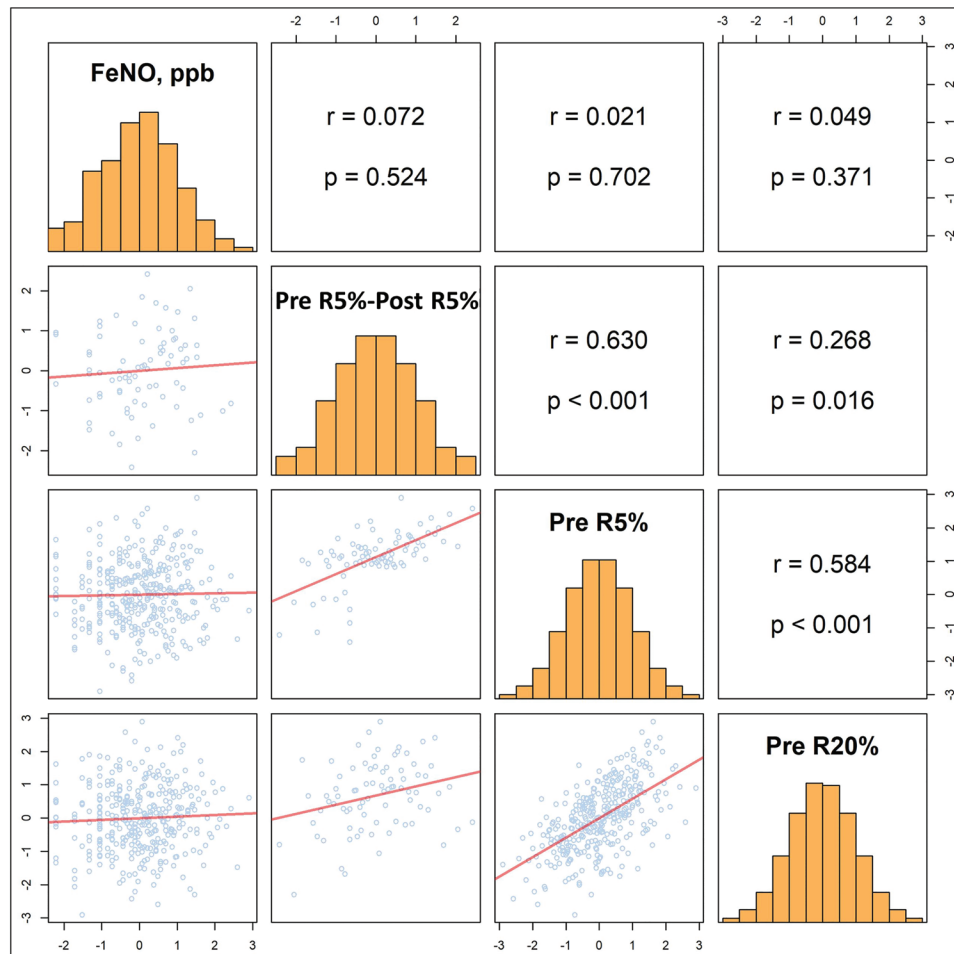 -2 -1 0 1 2 -3 -2 -1 0 1 2 3
FeNO, ppb
r = 0.072
p = 0.524
r = 0.021
p = 0.702
r = 0.049
p = 0.371
3
2
1
0
-1
-2
Pre R5%-Post R5%
2
1
0
-1
-2
r = 0.630
p < 0.001
r = 0.268
p = 0.016
Pre R5%
r = 0.584
p < 0.001
3
2
1
0
-1
-2
-3
Pre R20%
3
2
1
0
-1
-2
-3
-2 -1 0 1 2 3 -3 -2 -1 0 1 2 3